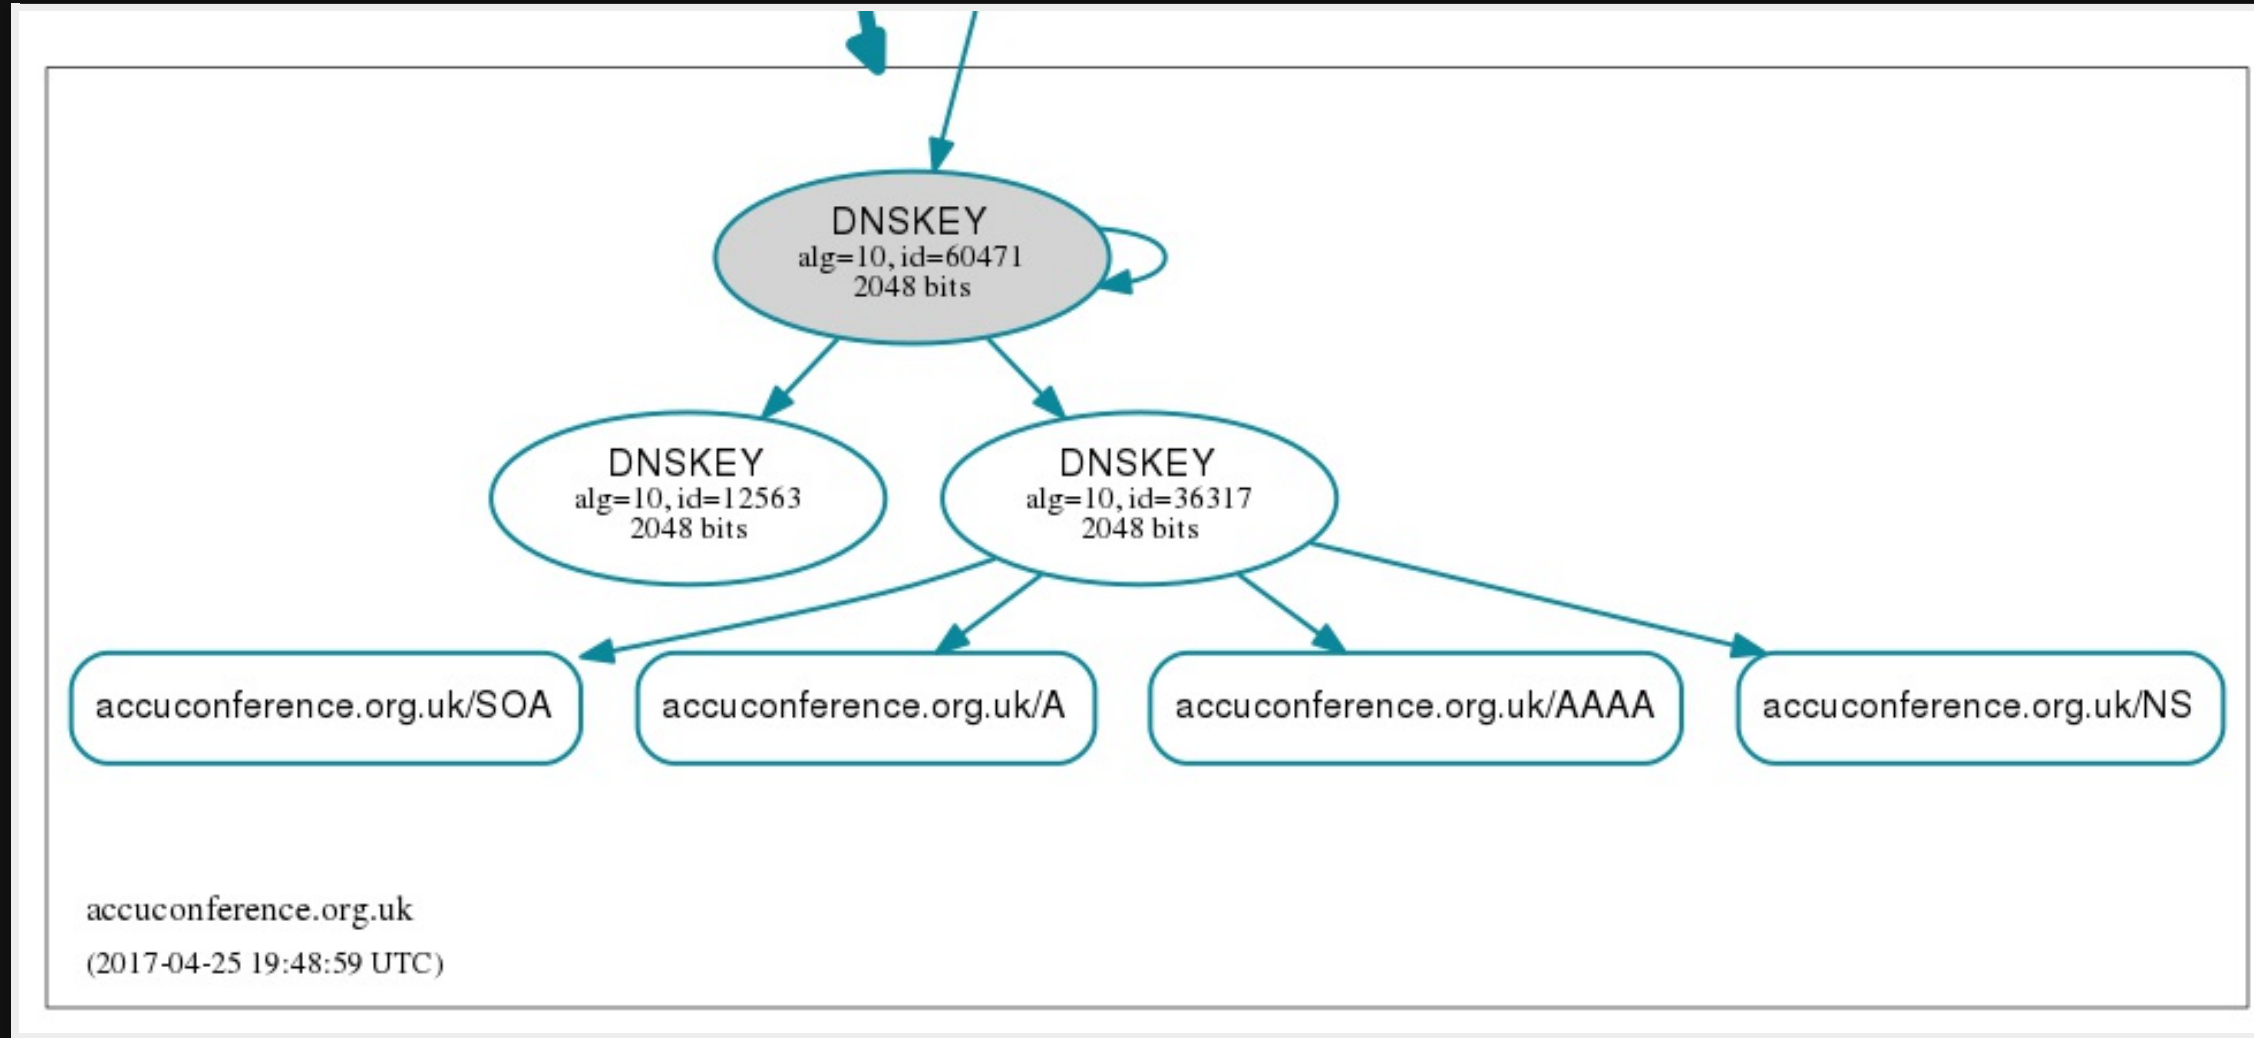 DNSKEY
alg=10, id=60471
2048 bits
DNSKEY
alg=10, id=12563
2048 bits
DNSKEY
alg=10, id=36317
2048 bits
accuconference.org.uk/SOA
accuconference.org.uk/A
accuconference.org.uk/AAAA
accuconference.org.uk/NS
accuconference.org.uk
(2017-04-25 19:48:59 UTC)